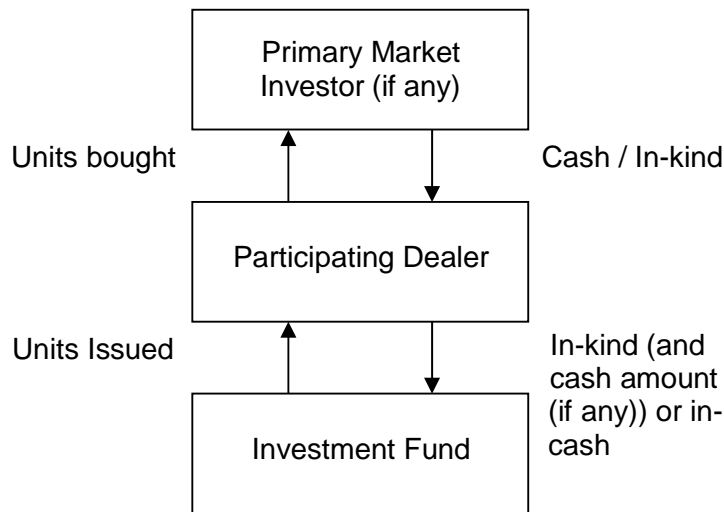 Primary Market
Investor (if any)
Units bought
Cash / In-kind
Participating Dealer
Units Issued
In-kind (and
cash amount
(if any)) or in-
cash
Investment Fund